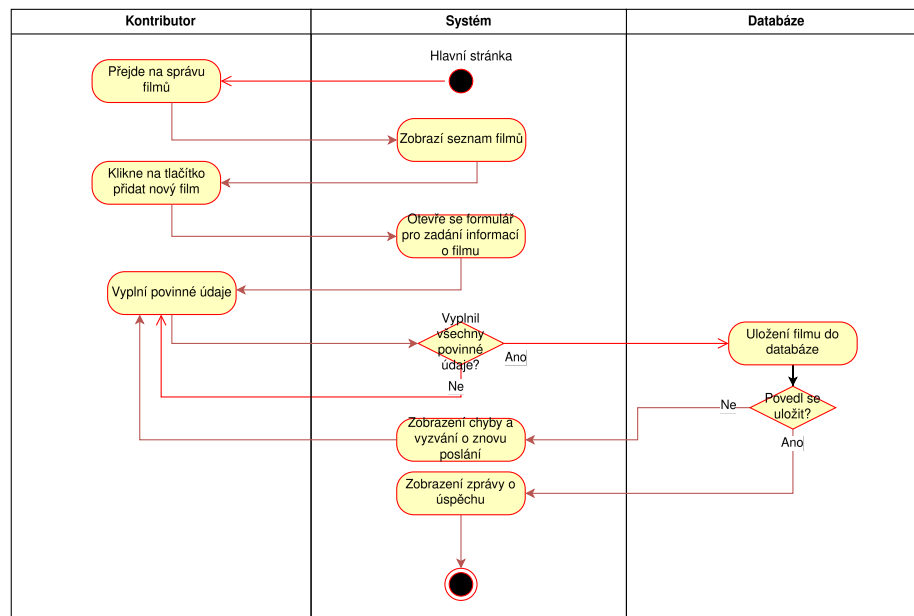 Kontributor
Systém
Databáze
Hlavní stránka
Přejde na správu
filmů
Zobrazí seznam filmů
Klikne na tlačítko
přidat nový film
Otevře se formulář
pro zadání informací
o filmu
Vyplní povinné údaje
Vyplnil
všechny
povinné
údaje?
Ano
Ne
Uložení filmu do
databáze
Povedl se
uložit?
Ne
Ano
Zobrazení chyby a
vyzvání o znovu
poslání
Zobrazení zprávy o
úspěchu